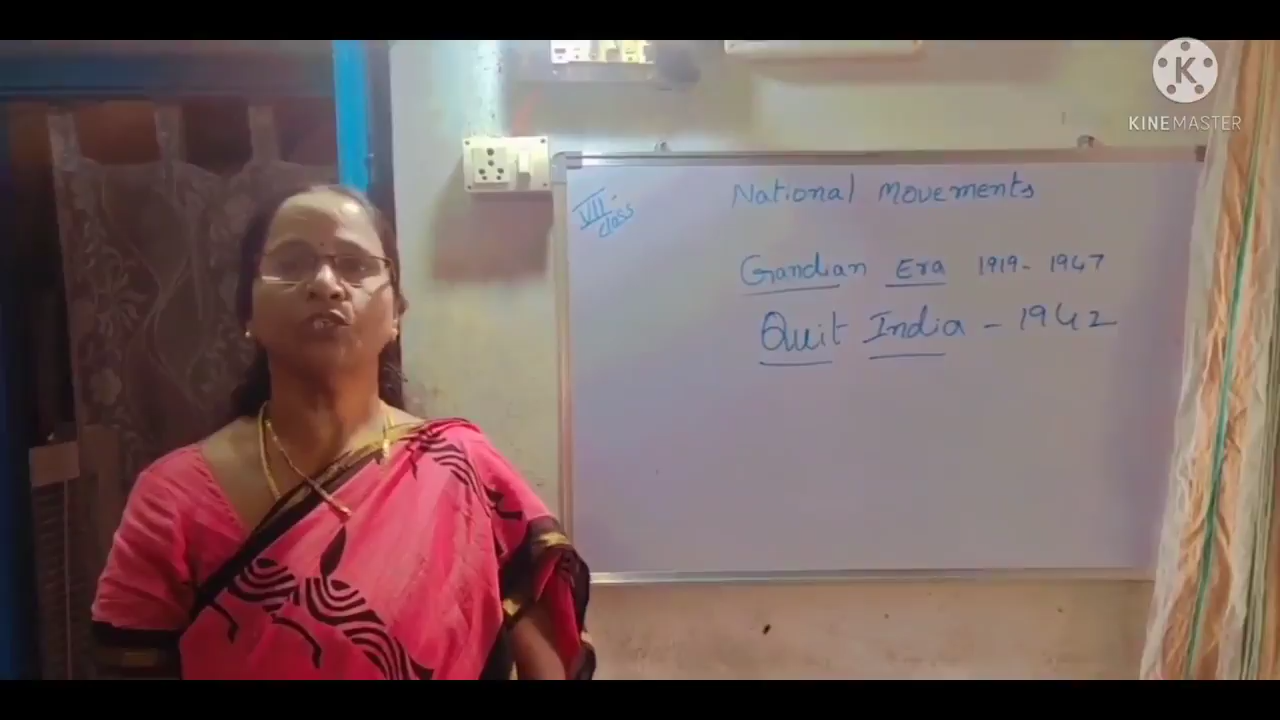 KINEMASTER
VII-
class
National Movements
Gandian Era 1919- 1947
Quit India - 1942